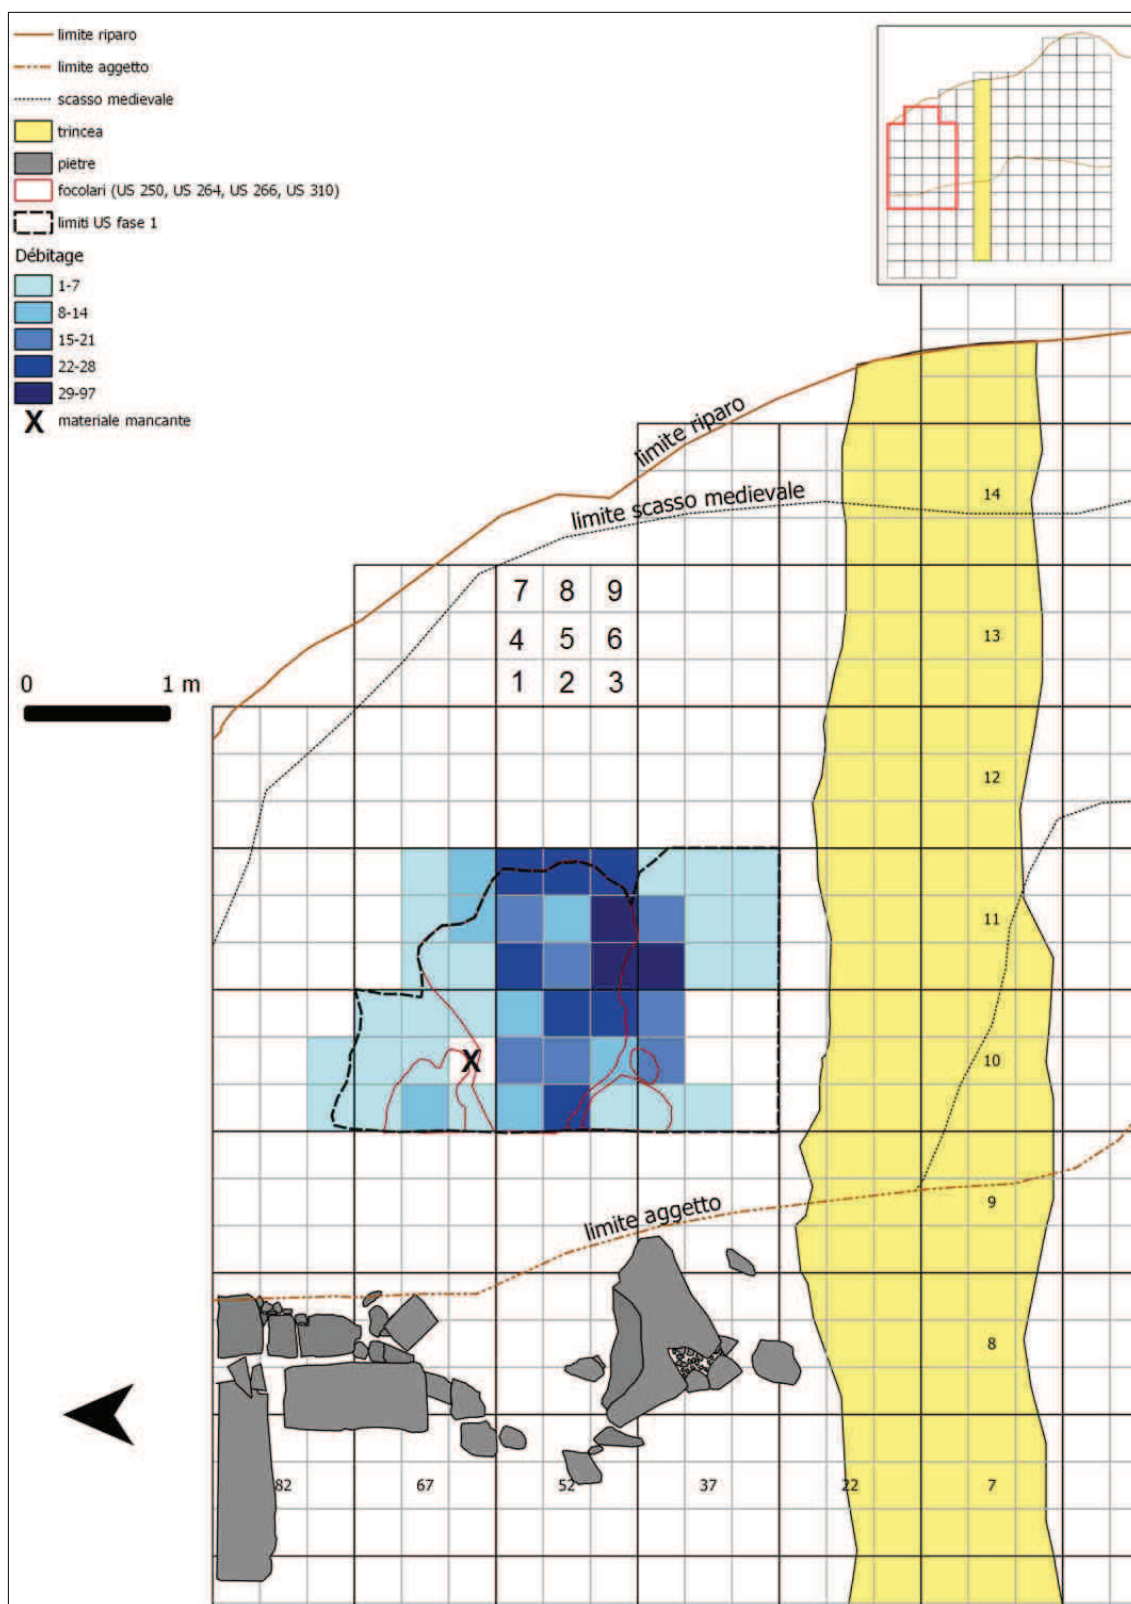 limite riparo
limite aggetto
scasso medievale
trincea
pietre
focolari (US 250, US 264, US 266, US 310)
limiti US fase 1
Débitage
1-7
8-14
15-21
22-28
29-97
X materiale mancante
limite riparo
limite scasso medievale
14
7 8 9
4 5 6
1 2 3
13
0 1 m
12
11
X
10
limite aggetto
9
8
82 67 52 37 22 7